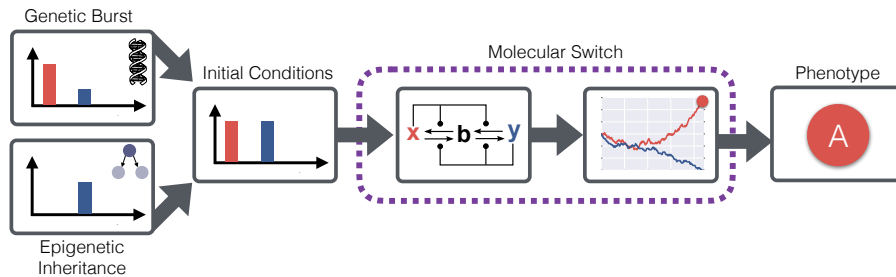 Genetic Burst
Initial Conditions
Molecular Switch
Phenotype
x b y
A
Epigenetic
Inheritance